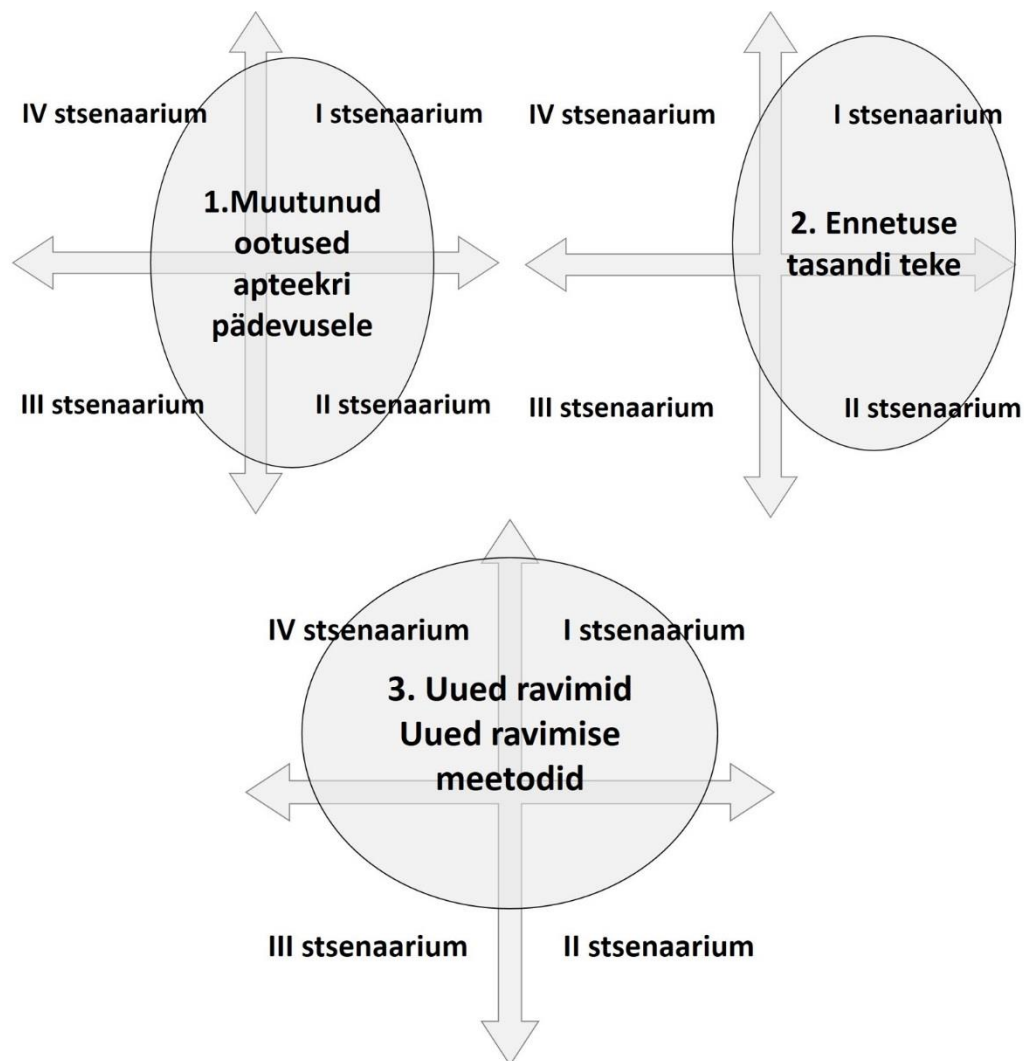 IV stsenaarium
I stsenaarium
1.Muutunud
ootused
apteekri
pädevusele
III stsenaarium
II stsenaarium
IV stsenaarium
I stsenaarium
2. Ennetuse
tasandi teke
III stsenaarium
II stsenaarium
IV stsenaarium
I stsenaarium
3. Uued ravimid
Uued ravimise
meetodid
III stsenaarium
II stsenaarium